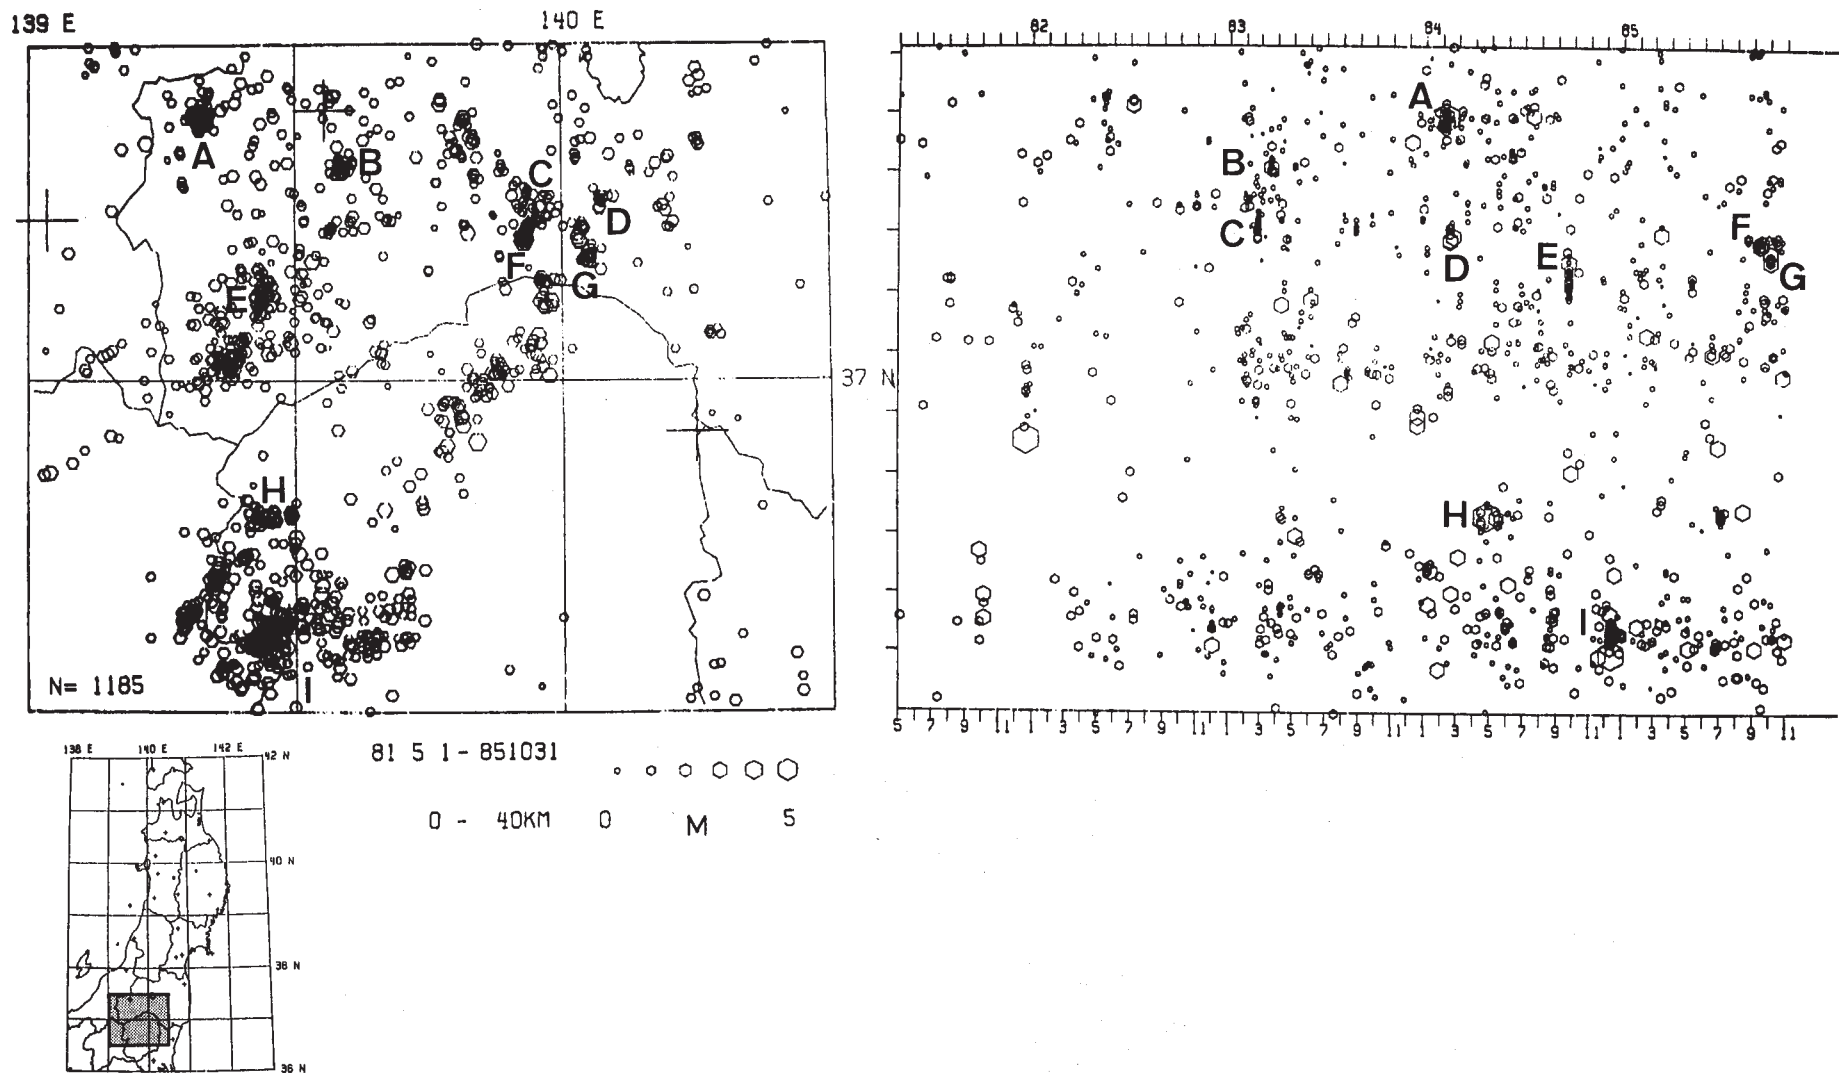 139 E 140 E
A
B
C
D
F
G
E
37 N
H
N= 1185
I
82 83 84 85
A
B
C
D
E
F
G
H
I
5 7 9 11 1 3 5 7 9 11 1 3 5 7 9 11 1 3 5 7 9 11 1 3 5 7 9 11
81 5 1 - 851031
0 - 40KM 0 M 5
138 E 140 E 142 E 42 N
40 N
38 N
36 N